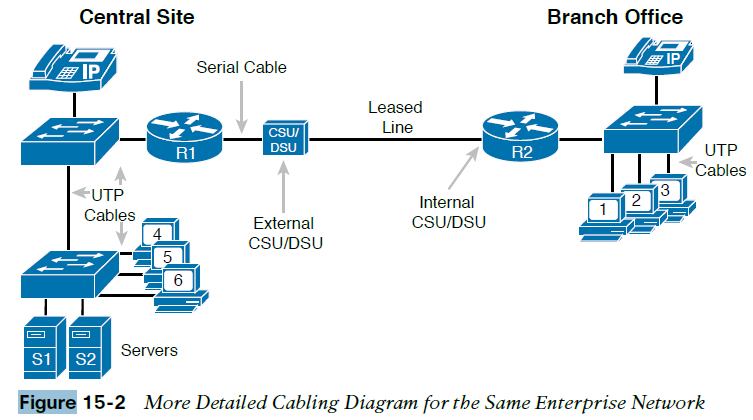 Central Site
Branch Office
IP
IP
Serial Cable
Leased
Line
CSU/
DSU
R1
R2
UTP
Cables
UTP
Cables
1
2
3
Internal
CSU/DSU
External
CSU/DSU
4
5
6
S1
S2
Servers
Figure 15-2 More Detailed Cabling Diagram for the Same Enterprise Network